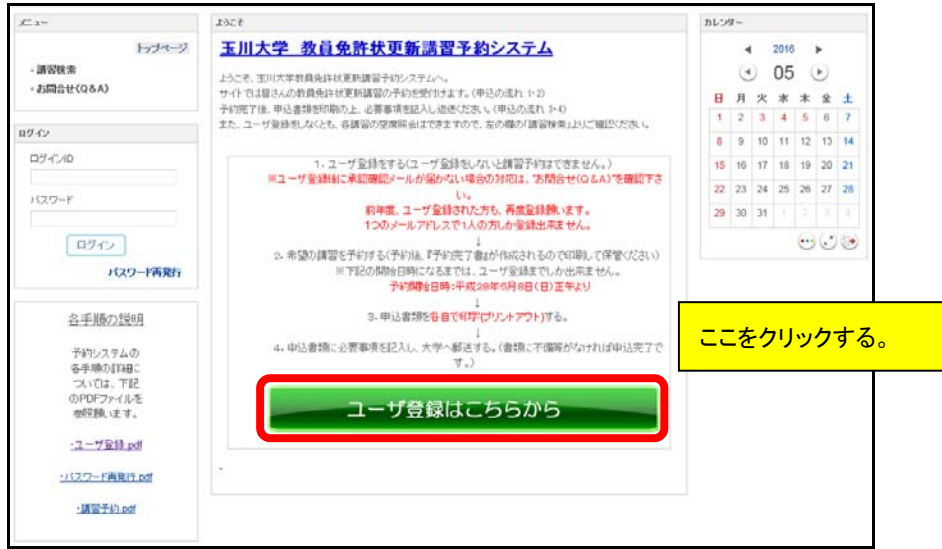 メニュー
トップページ
・講習検索
・お問合せ(Q&A)
ログイン
ログインID
パスワード
ログイン
パスワード再発行
各手順の説明
予約システムの
各手順の詳細に
ついては、下記
のPDFファイルを
参照願います。
・ユーザ登録.pdf
・パスワード再発行.pdf
・講習予約.pdf
ようこそ
玉川大学 教員免許状更新講習予約システム
ようこそ、玉川大学教員免許状更新講習予約システムへ。
サイトでは皆さんの教員免許状更新講習の予約を受付けます。(申込の流れ 1・2)
予約完了後、申込書類を印刷の上、必要事項を記入し返送ください。(申込の流れ 3・4)
また、ユーザ登録をしなくとも、各講習の空席照会はできますので、左の欄の「講習検索」よりご確認ください。
1. ユーザ登録をする(ユーザ登録をしないと講習予約はできません。)
※ユーザ登録後に承認確認メールが届かない場合の対応は、"お問合せ(Q&A)"を確認下さ
い。
前年度、ユーザ登録された方も、再度登録願います。
1つのメールアドレスで1人の方しか登録出来ません。
↓
2. 希望の講習を予約する(予約後、『予約完了書』が作成されるので印刷して保管ください)
※下記の開始日時になるまでは、ユーザ登録までしか出来ません。
予約開始日時:平成28年5月8日(日)正午より
↓
3. 申込書類を各自で印字(プリントアウト)する。
↓
4. 申込書類に必要事項を記入し、大学へ郵送する。(書類に不備等がなければ申込完了で
す。)
ユーザ登録はこちらから
カレンダー
2016
05
日 月 火 水 木 金 土
1 2 3 4 5 6 7
8 9 10 11 12 13 14
15 16 17 18 19 20 21
22 23 24 25 26 27 28
29 30 31 1 2 3 4
ここをクリックする。